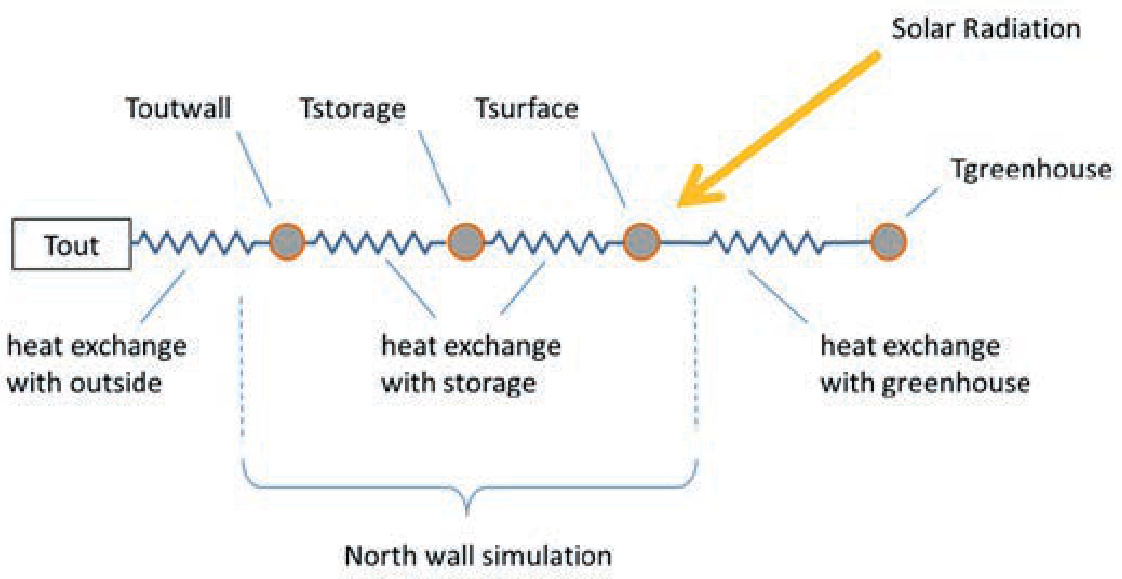 Solar Radiation
Toutwall
Tstorage
Tsurface
Tgreenhouse
Tout
heat exchange
with outside
heat exchange
with storage
heat exchange
with greenhouse
North wall simulation